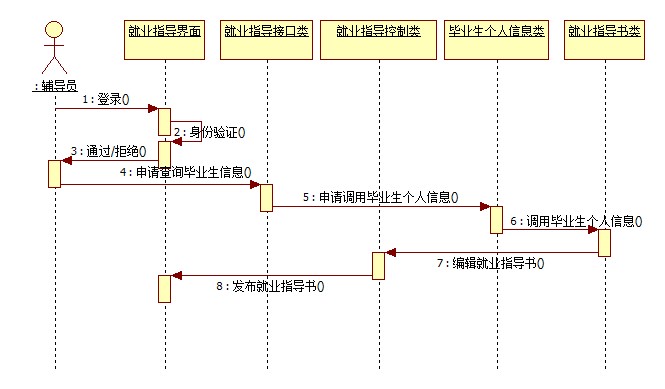 就业指导界面
就业指导接口类
就业指导控制类
毕业生个人信息类
就业指导书类
:辅导员
1:登录()
2:身份验证()
3:通过/拒绝()
4:申请查询毕业生信息()
5:申请调用毕业生个人信息()
6:调用毕业生个人信息()
7:编辑就业指导书()
8:发布就业指导书()